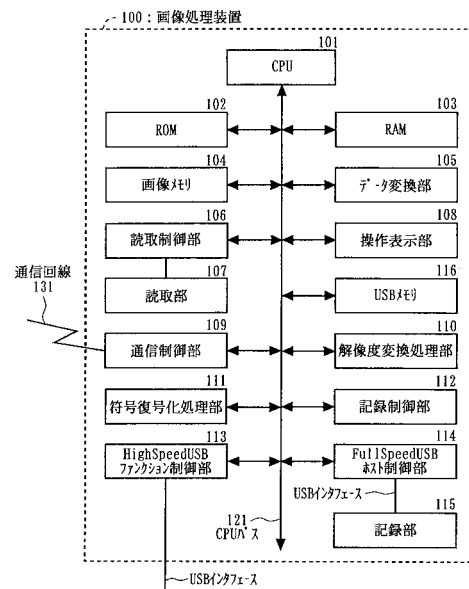 100：画像処理装置
101
CPU
102
ROM
103
RAM
104
画像ﾒﾓﾘ
105
ﾃﾞｰﾀ変換部
106
読取制御部
108
操作表示部
107
読取部
116
USBﾒﾓﾘ
通信回線
131
109
通信制御部
110
解像度変換処理部
111
符号復号化処理部
112
記録制御部
113
HighSpeedUSB
ﾌｧﾝｸｼｮﾝ制御部
114
FullSpeedUSB
ﾎｽﾄ制御部
USBｲﾝﾀﾌｪｰｽ
121
CPUﾊﾞｽ
115
記録部
USBｲﾝﾀﾌｪｰｽ